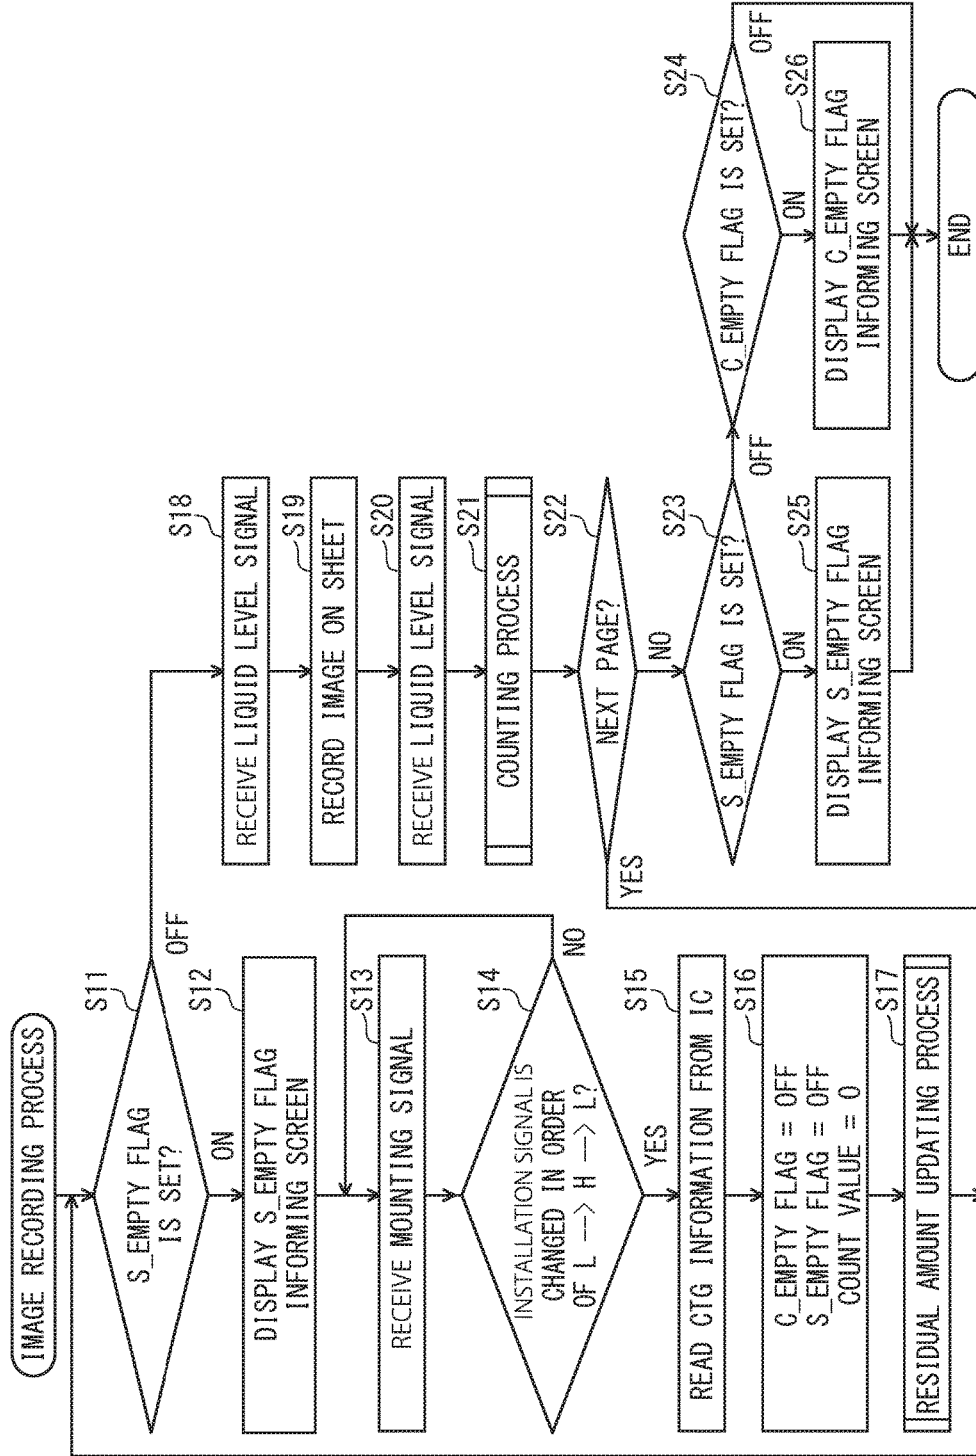 IMAGE RECORDING PROCESS
S11
S_EMPTY FLAG
IS SET?
OFF
ON
S12
DISPLAY S_EMPTY FLAG
INFORMING SCREEN
S13
RECEIVE MOUNTING SIGNAL
S14
INSTALLATION SIGNAL IS
CHANGED IN ORDER
OF L --> H --> L?
NO
YES
S15
READ CTG INFORMATION FROM IC
S16
C_EMPTY FLAG = OFF
S_EMPTY FLAG = OFF
COUNT VALUE = 0
S17
RESIDUAL AMOUNT UPDATING PROCESS
S18
RECEIVE LIQUID LEVEL SIGNAL
S19
RECORD IMAGE ON SHEET
S20
RECEIVE LIQUID LEVEL SIGNAL
S21
COUNTING PROCESS
S22
NEXT PAGE?
YES
NO
S23
S_EMPTY FLAG IS SET?
OFF
ON
S25
DISPLAY S_EMPTY FLAG
INFORMING SCREEN
S24
C_EMPTY FLAG IS SET?
OFF
ON
S26
DISPLAY C_EMPTY FLAG
INFORMING SCREEN
END